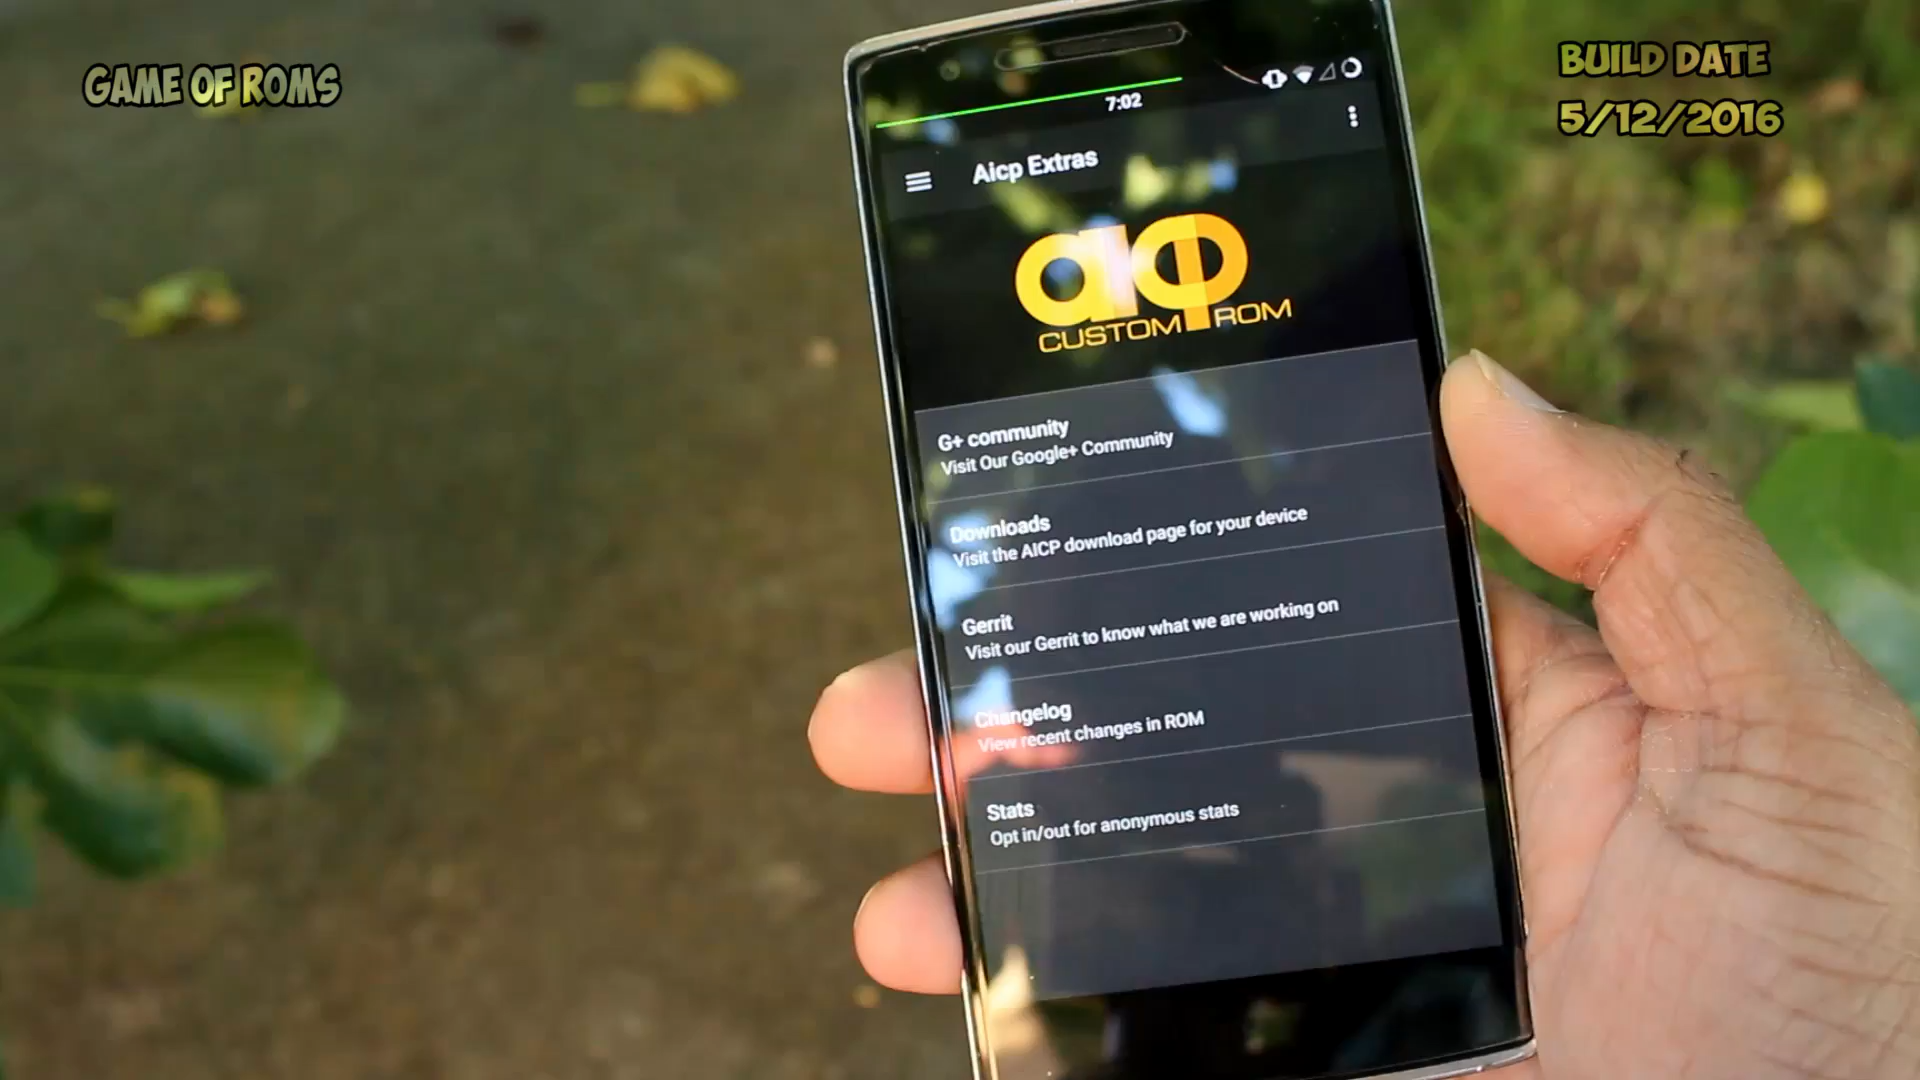 GAME OF ROMS
BUILD DATE
5/12/2016
7:02
Aicp Extras
aicp
CUSTOM ROM
G+ community
Visit Our Google+ Community
Downloads
Visit the AICP download page for your device
Gerrit
Visit our Gerrit to know what we are working on
Changelog
View recent changes in ROM
Stats
Opt in/out for anonymous stats